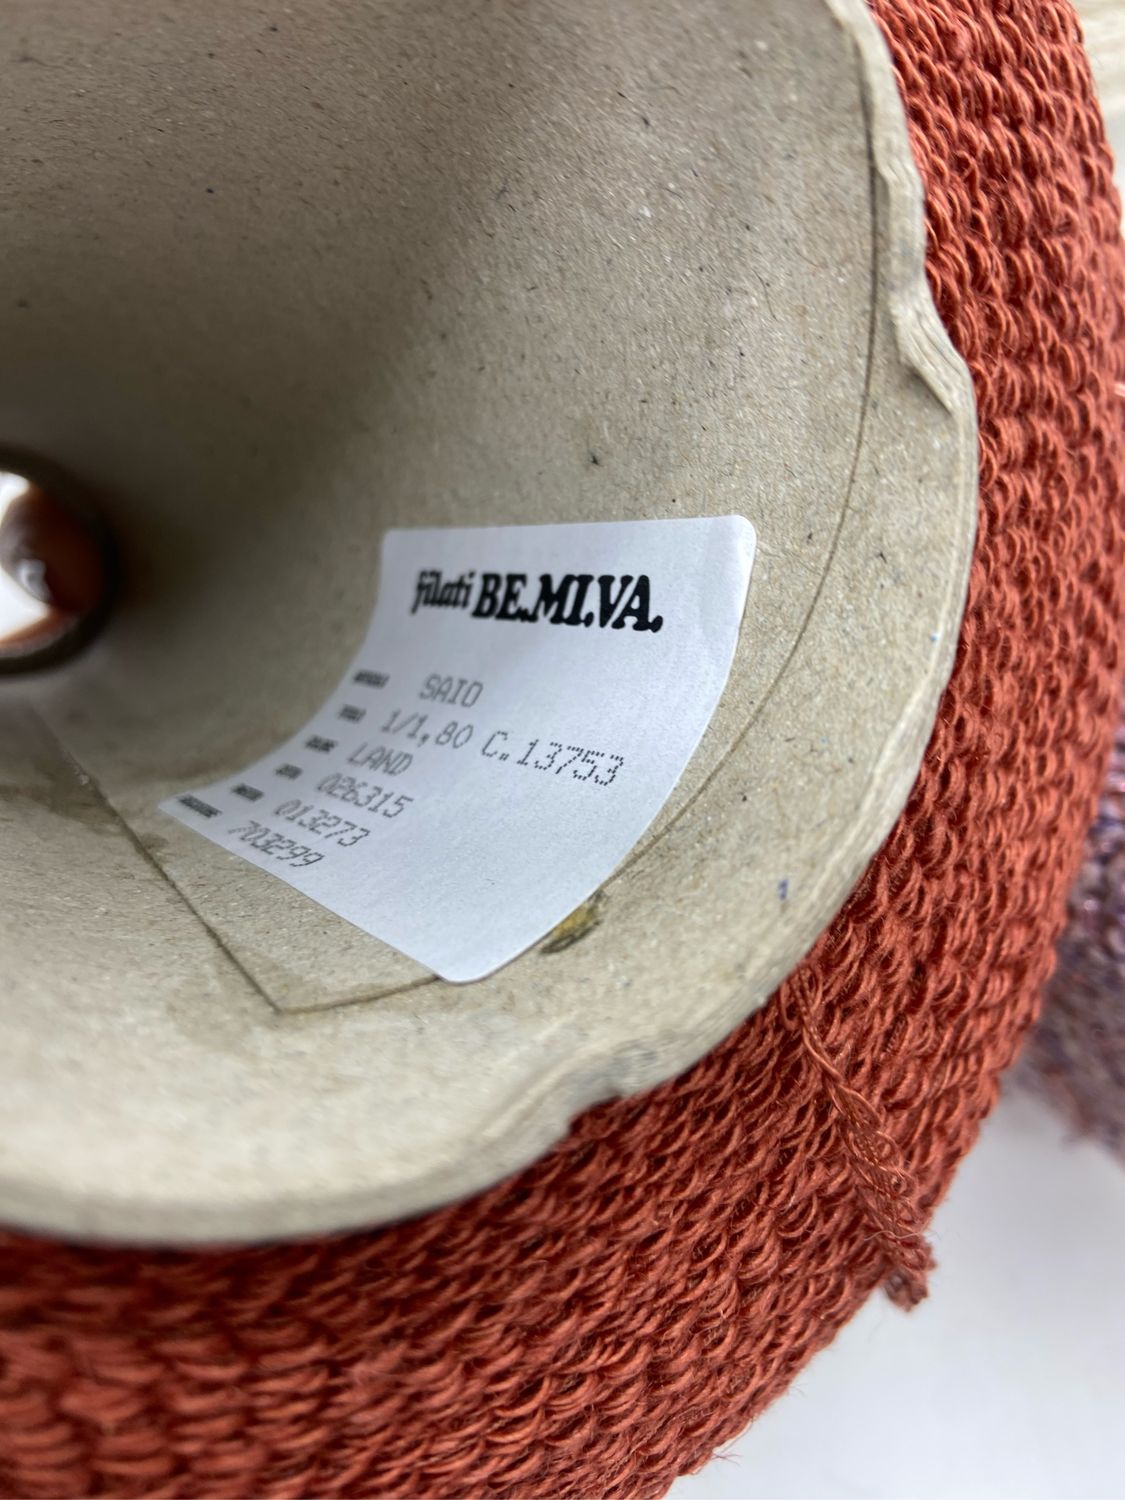 filati BE.MI.VA.
SAIO
1/1,80 C.13753
LAND
026315
013273
703299